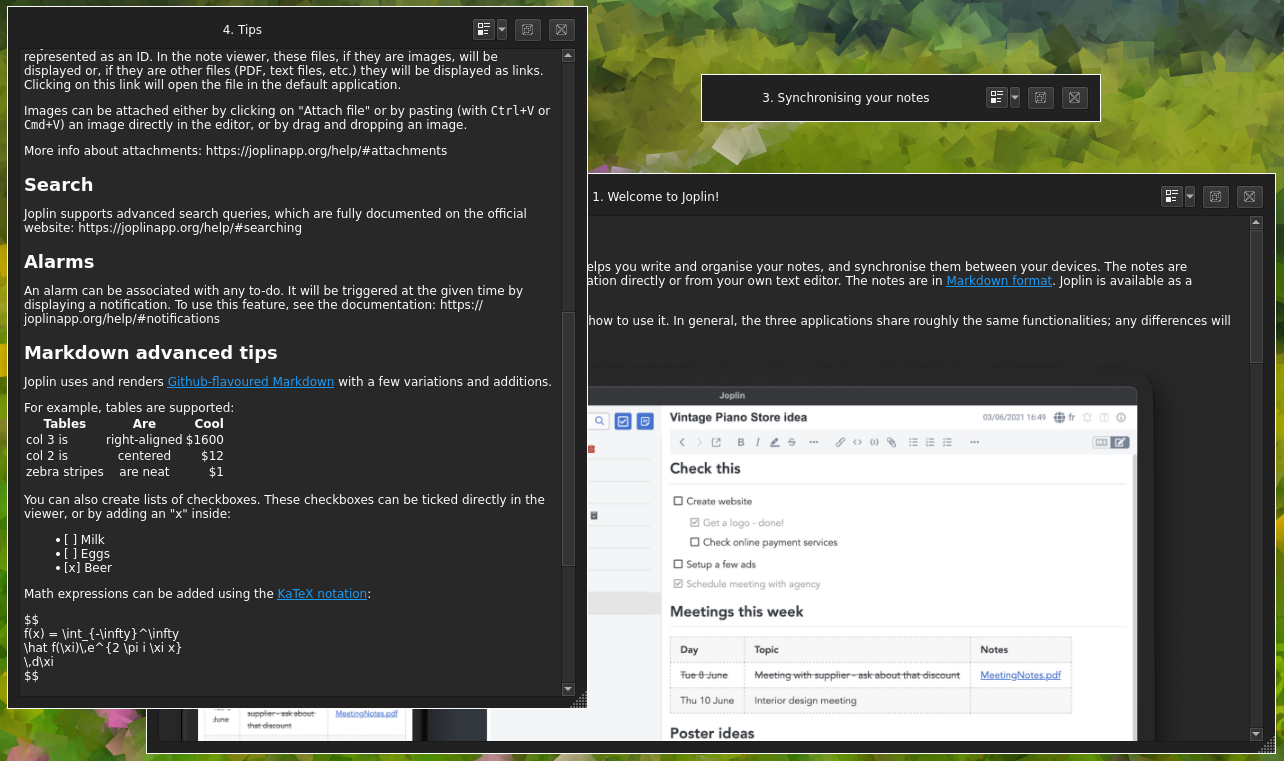 4. Tips
represented as an ID. In the note viewer, these files, if they are images, will be
displayed or, if they are other files (PDF, text files, etc.) they will be displayed as links.
Clicking on this link will open the file in the default application.
Images can be attached either by clicking on "Attach file" or by pasting (with Ctrl+V or
Cmd+V) an image directly in the editor, or by drag and dropping an image.
More info about attachments: https://joplinapp.org/help/#attachments
Search
Joplin supports advanced search queries, which are fully documented on the official
website: https://joplinapp.org/help/#searching
Alarms
An alarm can be associated with any to-do. It will be triggered at the given time by
displaying a notification. To use this feature, see the documentation: https://
joplinapp.org/help/#notifications
Markdown advanced tips
Joplin uses and renders Github-flavoured Markdown with a few variations and additions.
For example, tables are supported:
Tables Are Cool
col 3 is right-aligned $1600
col 2 is centered $12
zebra stripes are neat $1
You can also create lists of checkboxes. These checkboxes can be ticked directly in the
viewer, or by adding an "x" inside:
• [ ] Milk
• [ ] Eggs
• [x] Beer
Math expressions can be added using the KaTeX notation:
$$
f(x) = \int_{-\infty}^\infty
\hat f(\xi)\,e^{2 \pi i \xi x}
\,d\xi
$$
3. Synchronising your notes
1. Welcome to Joplin!
elps you write and organise your notes, and synchronise them between your devices. The notes are
ation directly or from your own text editor. The notes are in Markdown format. Joplin is available as a
how to use it. In general, the three applications share roughly the same functionalities; any differences will
Joplin
Vintage Piano Store idea 03/06/2021 16:49 fr
B I S
Check this
Create website
Get a logo - done!
Check online payment services
Setup a few ads
Schedule meeting with agency
Meetings this week
Day Topic Notes
Tue 8 June Meeting with supplier - ask about that discount MeetingNotes.pdf
Thu 10 June Interior design meeting
Poster ideas
June supplier - ask about MeetingNotes.pdf
that discount